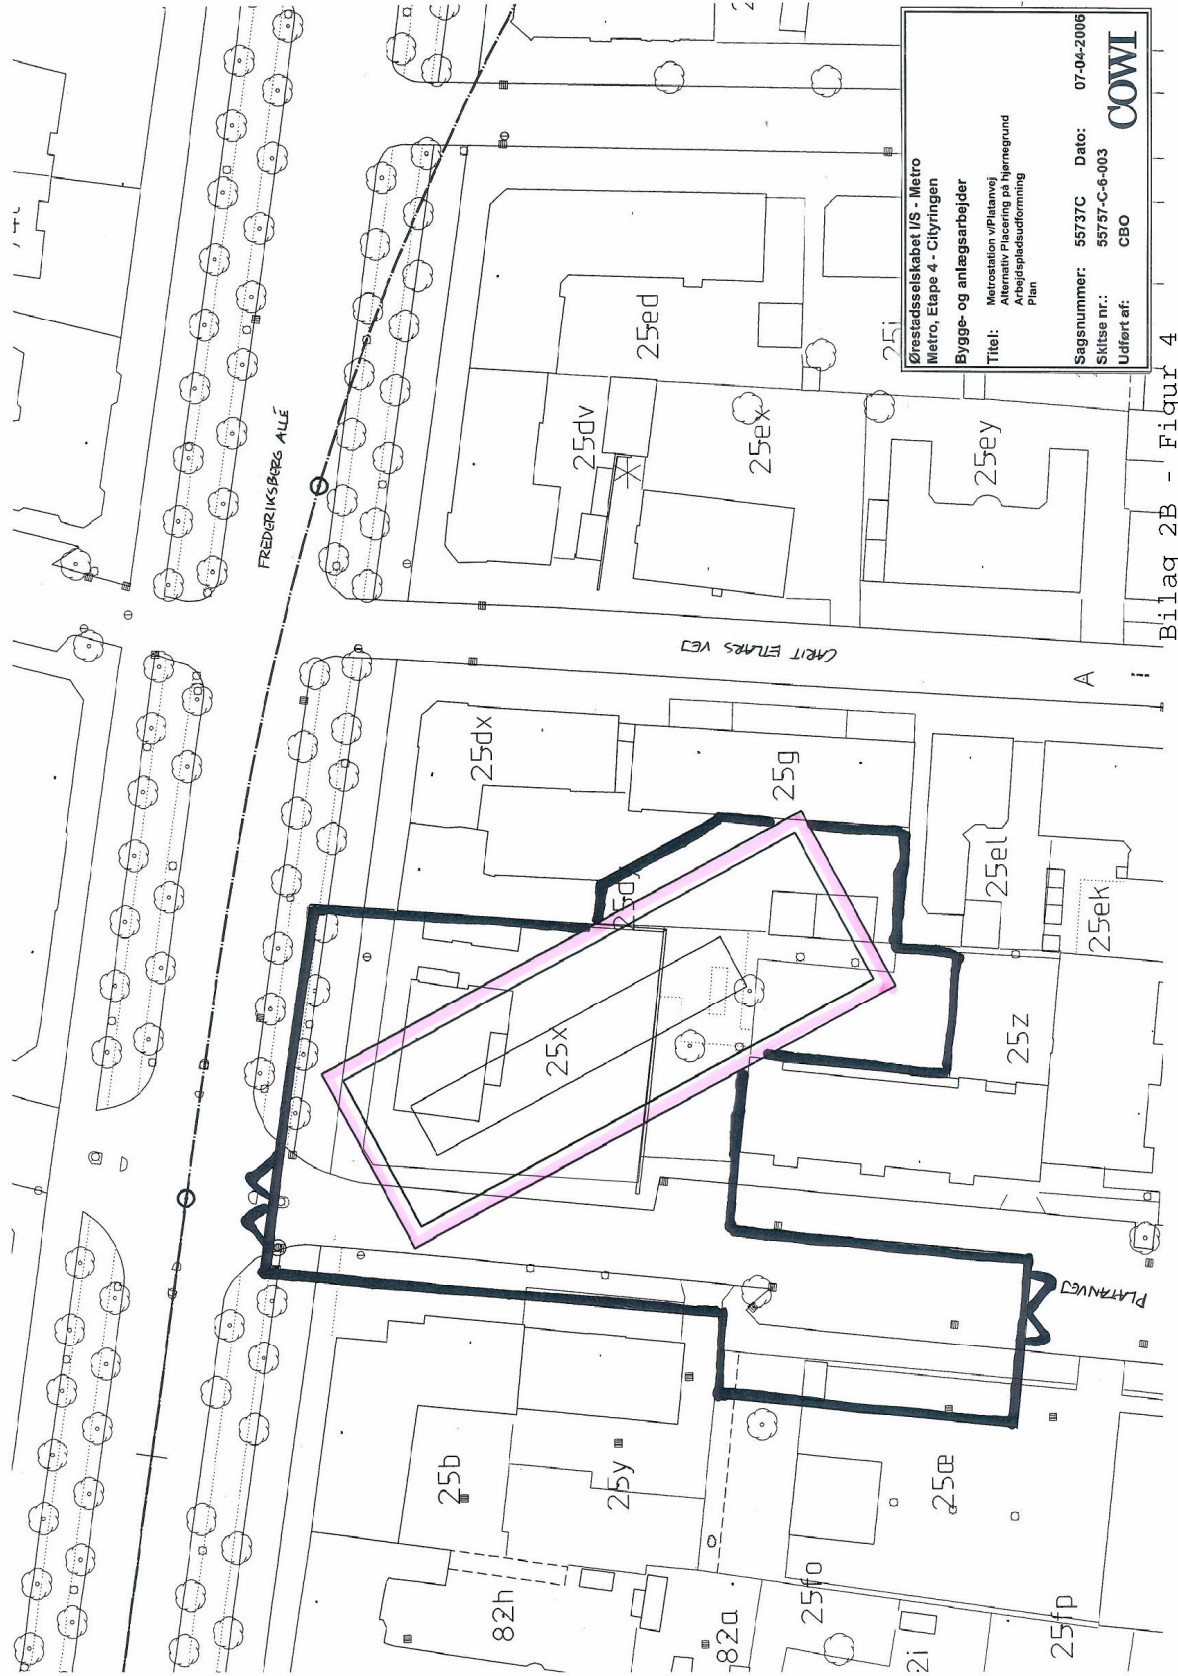 FREDERIKSBERG ALLÉ
25ed
25dv
25ex
25ey
CARIT ETLARS VEJ
A
25dx
25g
25el
25ek
25x
25z
PLATANVEJ
25b
25y
25æ
82h
82a
25fo
25fp
Ørestadsselskabet I/S - Metro
Metro, Etape 4 - Cityringen
Bygge- og anlægsarbejder
Titel: Metrostation v/Platanvej
Alternativ Placering på hjørnegrund
Arbejdspladsudformning
Plan
Sagsnummer: 55737C Dato: 07-04-2006
Skitse nr.: 55757-C-6-003
Udført af: CBO
COWI
Bilag 2B - Figur 4